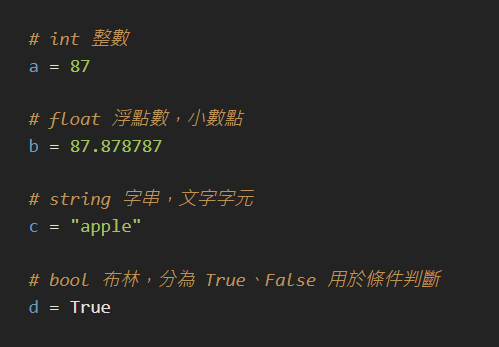 # int 整數
a = 87
# float 浮點數，小數點
b = 87.878787
# string 字串，文字字元
c = "apple"
# bool 布林，分為 True、False 用於條件判斷
d = True